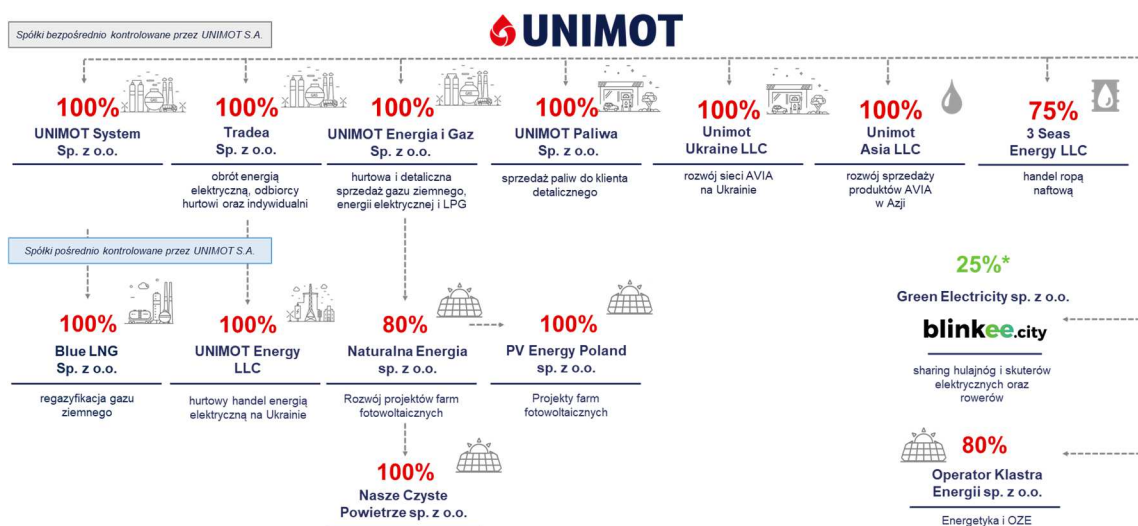 Spółki bezpośrednio kontrolowane przez UNIMOT S.A.
UNIMOT
100%
UNIMOT System
Sp. z o.o.
100%
Tradea
Sp. z o.o.
obrót energią
elektryczną, odbiorcy
hurtowi oraz indywidualni
100%
UNIMOT Energia i Gaz
Sp. z o.o.
hurtowa i detaliczna
sprzedaż gazu ziemnego,
energii elektrycznej i LPG
100%
UNIMOT Paliwa
Sp. z o.o.
sprzedaż paliw do klienta
detalicznego
100%
Unimot
Ukraine LLC
rozwój sieci AVIA
na Ukrainie
100%
Unimot
Asia LLC
rozwój sprzedaży
produktów AVIA
w Azji
75%
3 Seas
Energy LLC
handel ropą
naftową
Spółki pośrednio kontrolowane przez UNIMOT S.A.
100%
Blue LNG
Sp. z o.o.
regazyfikacja gazu
ziemnego
100%
UNIMOT Energy
LLC
hurtowy handel energią
elektryczną na Ukrainie
80%
Naturalna Energia
sp. z o.o.
Rozwój projektów farm
fotowoltaicznych
100%
PV Energy Poland
sp. z o.o.
Projekty farm
fotowoltaicznych
25%*
Green Electricity sp. z o.o.
blinkee.city
sharing hulajnóg i skuterów
elektrycznych oraz
rowerów
100%
Nasze Czyste
Powietrze sp. z o.o.
80%
Operator Klastra
Energii sp. z o.o.
Energetyka i OZE